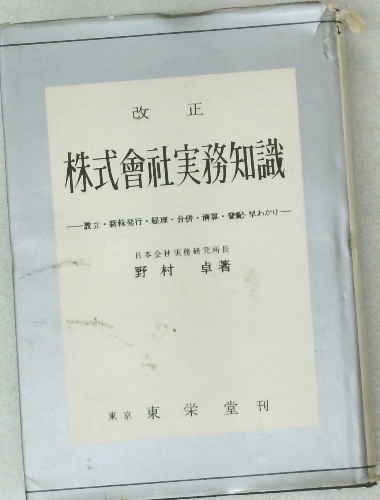 改正
株式會社実務知識
―設立・新株発行・経理・合併・清算・登記・早わかり―
日本会社実務研究所長
野村 卓著
東京 東栄堂刊